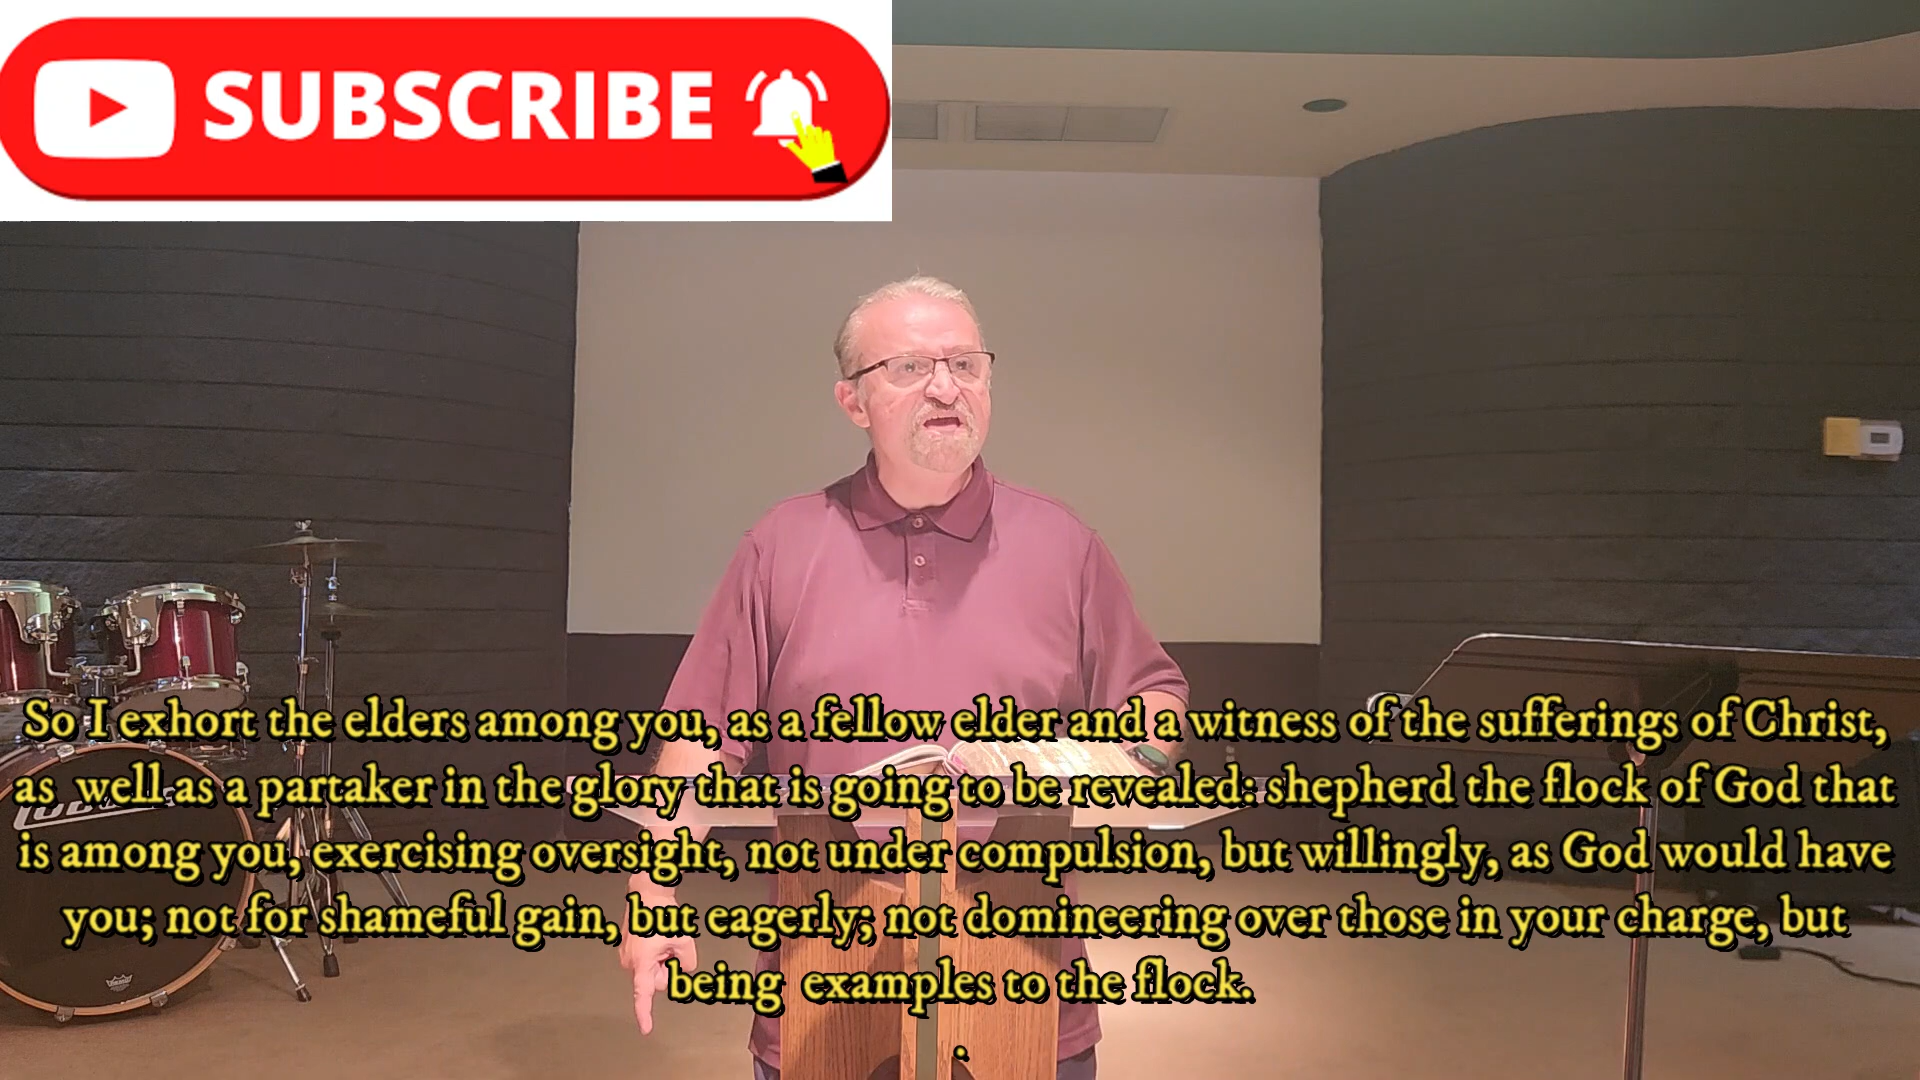 SUBSCRIBE
So I exhort the elders among you, as a fellow elder and a witness of the sufferings of Christ,
as well as a partaker in the glory that is going to be revealed: shepherd the flock of God that
is among you, exercising oversight, not under compulsion, but willingly, as God would have
you; not for shameful gain, but eagerly; not domineering over those in your charge, but
being examples to the flock.
.